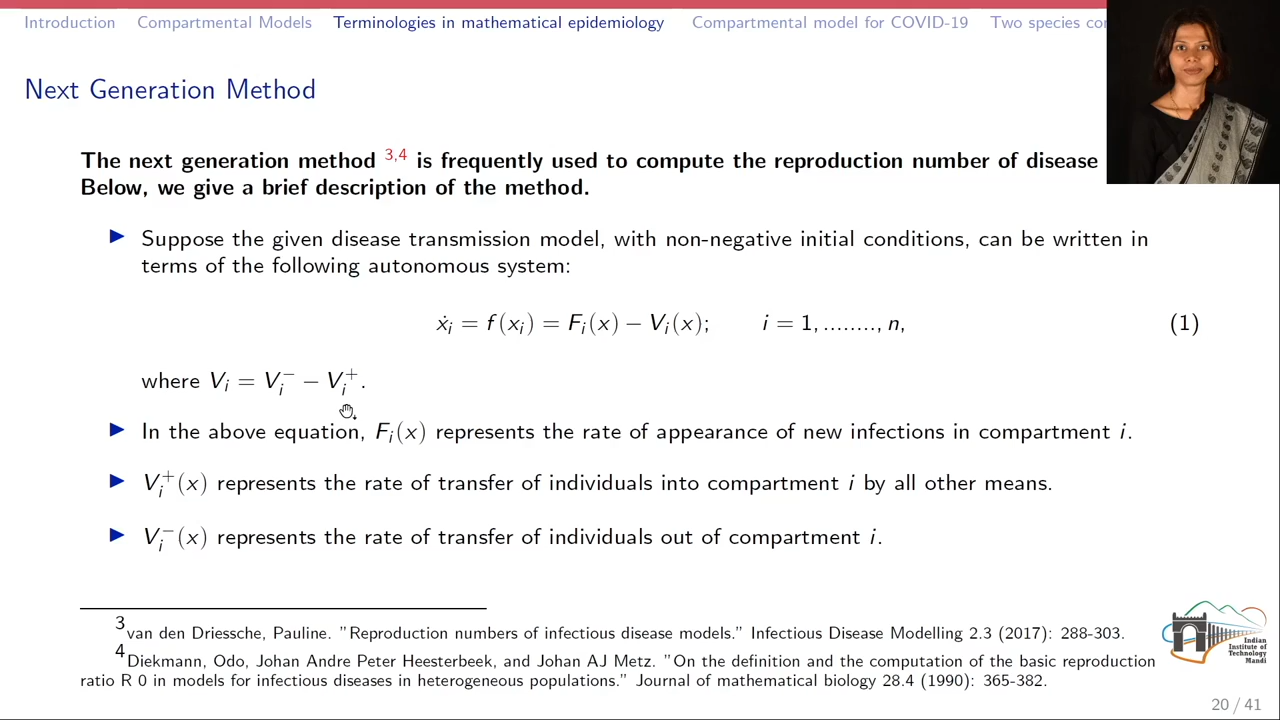 Introduction Compartmental Models Terminologies in mathematical epidemiology Compartmental model for COVID-19 Two species
Next Generation Method
The next generation method 3,4 is frequently used to compute the reproduction number of disease
Below, we give a brief description of the method.
▶ Suppose the given disease transmission model, with non-negative initial conditions, can be written in
terms of the following autonomous system:
ẋᵢ = f(xᵢ) = Fᵢ(x) − Vᵢ(x); i = 1,........, n, (1)
where Vᵢ = Vᵢ⁻ − Vᵢ⁺.
▶ In the above equation, Fᵢ(x) represents the rate of appearance of new infections in compartment i.
▶ Vᵢ⁺(x) represents the rate of transfer of individuals into compartment i by all other means.
▶ Vᵢ⁻(x) represents the rate of transfer of individuals out of compartment i.
3 van den Driessche, Pauline. "Reproduction numbers of infectious disease models." Infectious Disease Modelling 2.3 (2017): 288-303.
4 Diekmann, Odo, Johan Andre Peter Heesterbeek, and Johan AJ Metz. "On the definition and the computation of the basic reproduction
ratio R 0 in models for infectious diseases in heterogeneous populations." Journal of mathematical biology 28.4 (1990): 365-382.
Indian
Institute of
Technology
Mandi
20 / 41